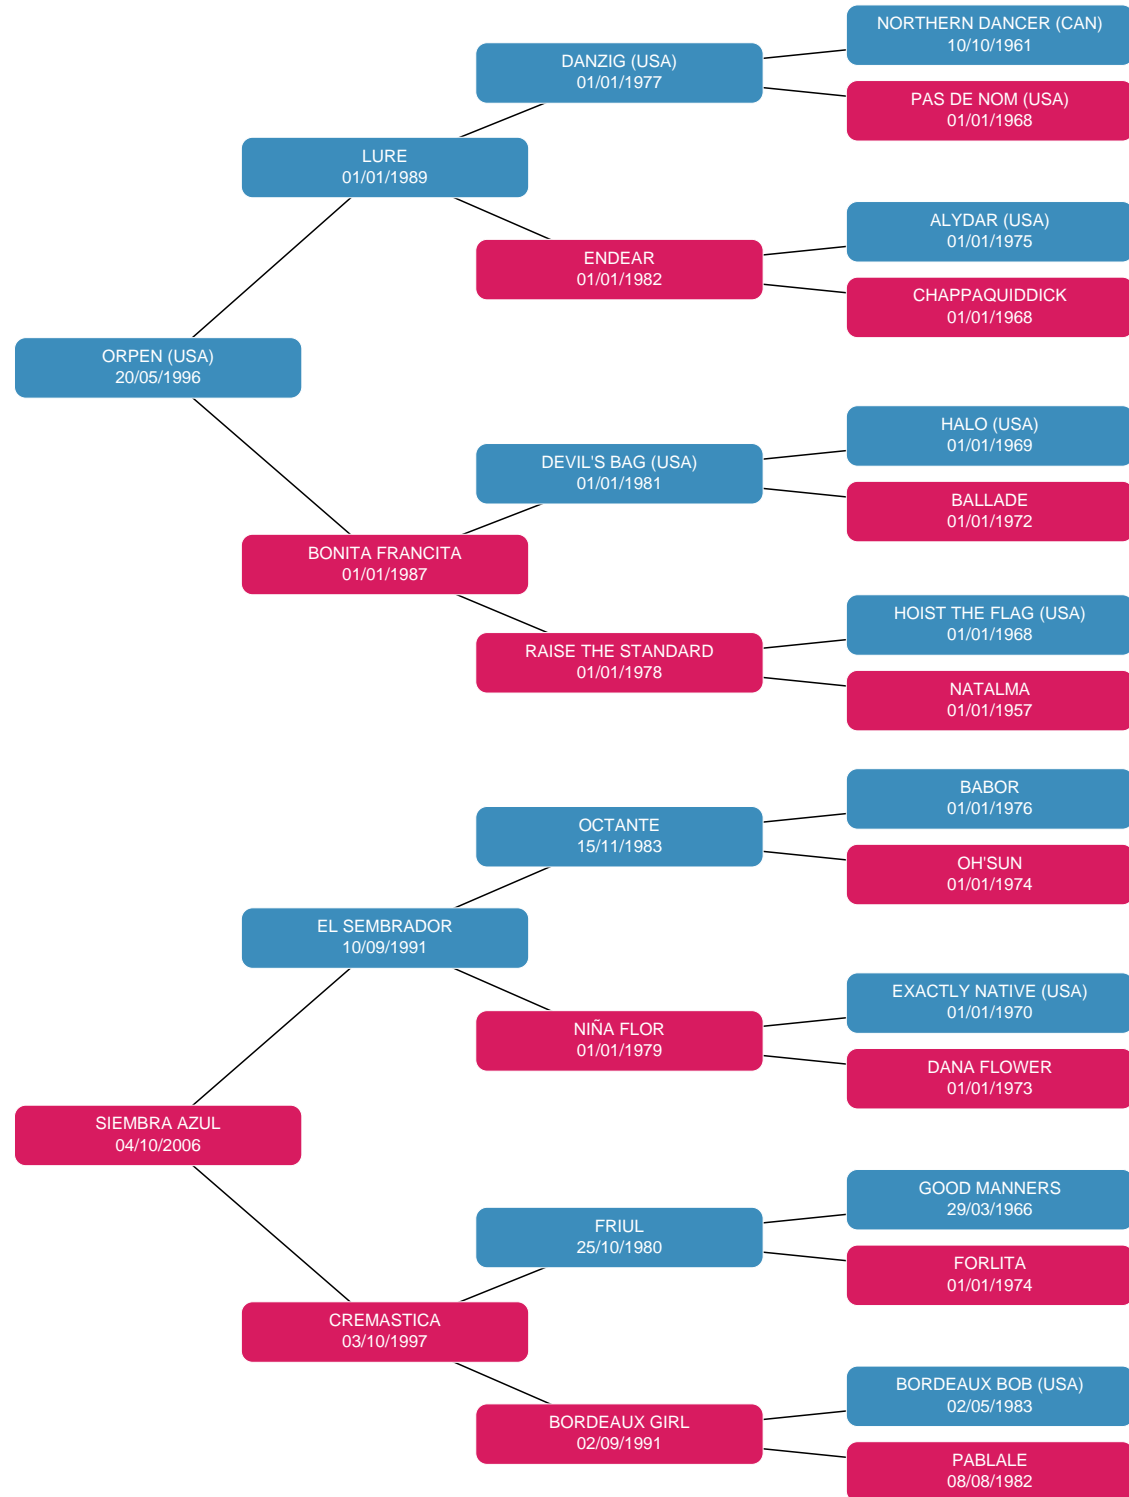 NORTHERN DANCER (CAN)
10/10/1961
DANZIG (USA)
01/01/1977
PAS DE NOM (USA)
01/01/1968
LURE
01/01/1989
ALYDAR (USA)
01/01/1975
ENDEAR
01/01/1982
CHAPPAQUIDDICK
01/01/1968
ORPEN (USA)
20/05/1996
HALO (USA)
01/01/1969
DEVIL'S BAG (USA)
01/01/1981
BALLADE
01/01/1972
BONITA FRANCITA
01/01/1987
HOIST THE FLAG (USA)
01/01/1968
RAISE THE STANDARD
01/01/1978
NATALMA
01/01/1957
BABOR
01/01/1976
OCTANTE
15/11/1983
OH'SUN
01/01/1974
EL SEMBRADOR
10/09/1991
EXACTLY NATIVE (USA)
01/01/1970
NIÑA FLOR
01/01/1979
DANA FLOWER
01/01/1973
SIEMBRA AZUL
04/10/2006
GOOD MANNERS
29/03/1966
FRIUL
25/10/1980
FORLITA
01/01/1974
CREMASTICA
03/10/1997
BORDEAUX BOB (USA)
02/05/1983
BORDEAUX GIRL
02/09/1991
PABLALE
08/08/1982